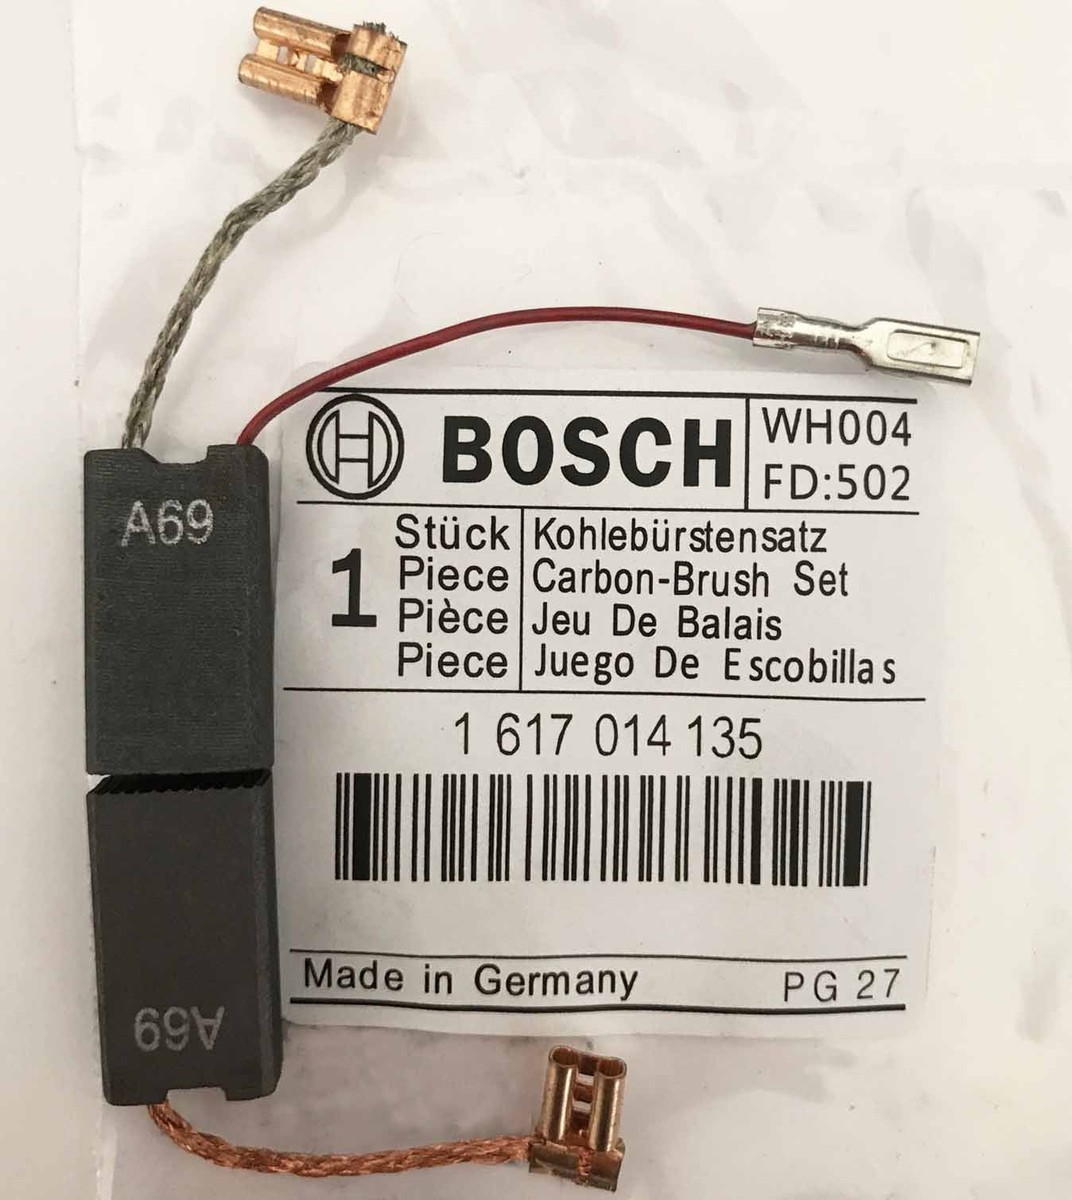 BOSCH
WH004
FD:502
1
Stück Kohlebürstensatz
Piece Carbon-Brush Set
Pièce Jeu De Balais
Piece Juego De Escobillas
1 617 014 135
Made in Germany PG 27
A69
A69